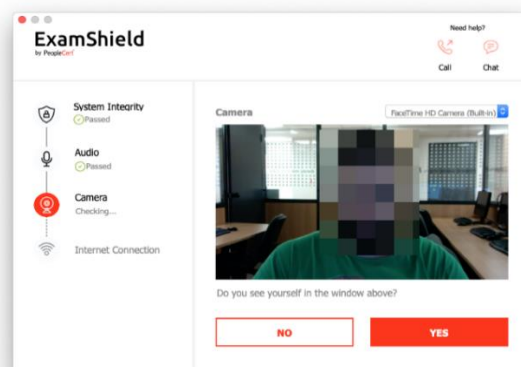 ExamShield
by PeopleCert
Need help?
Call
Chat
System Integrity
Passed
Audio
Passed
Camera
Checking...
Internet Connection
Camera
FaceTime HD Camera (Built-in)
Do you see yourself in the window above?
NO
YES